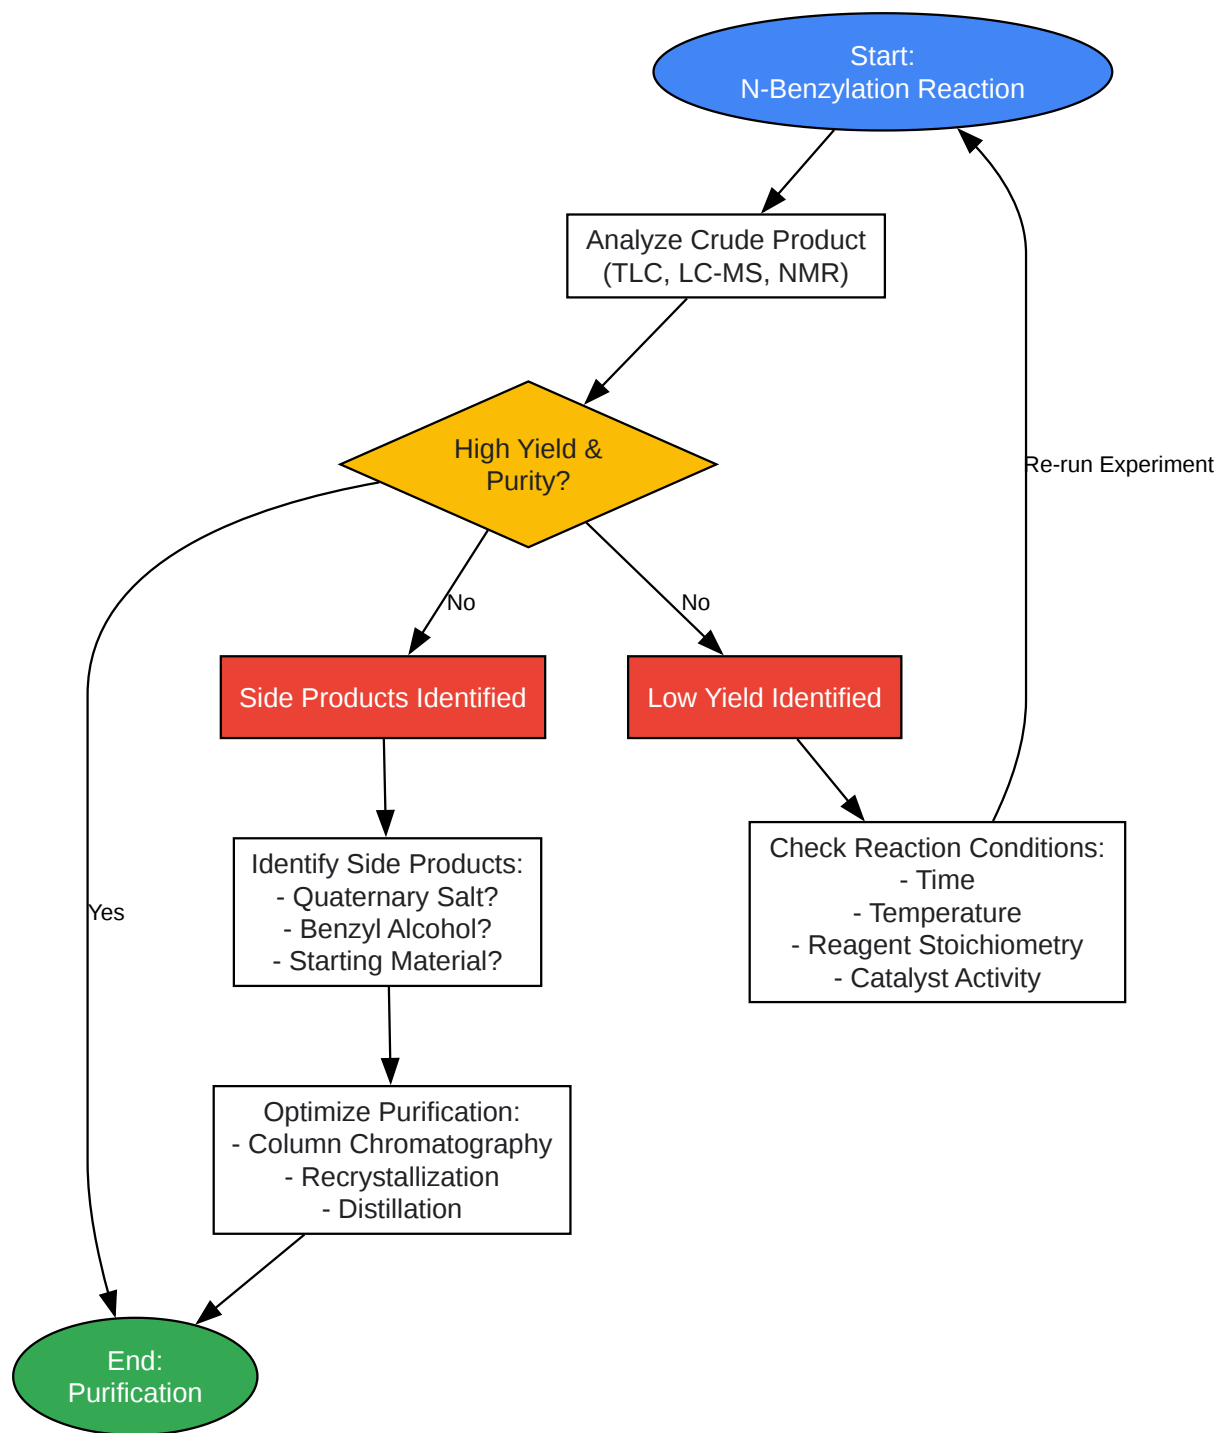 Start:
N-Benzylation Reaction
Analyze Crude Product
(TLC, LC-MS, NMR)
High Yield &
Purity?
Re-run Experiment
No
No
Side Products Identified
Low Yield Identified
Identify Side Products:
- Quaternary Salt?
- Benzyl Alcohol?
- Starting Material?
Check Reaction Conditions:
- Time
- Temperature
- Reagent Stoichiometry
- Catalyst Activity
Yes
Optimize Purification:
- Column Chromatography
- Recrystallization
- Distillation
End:
Purification